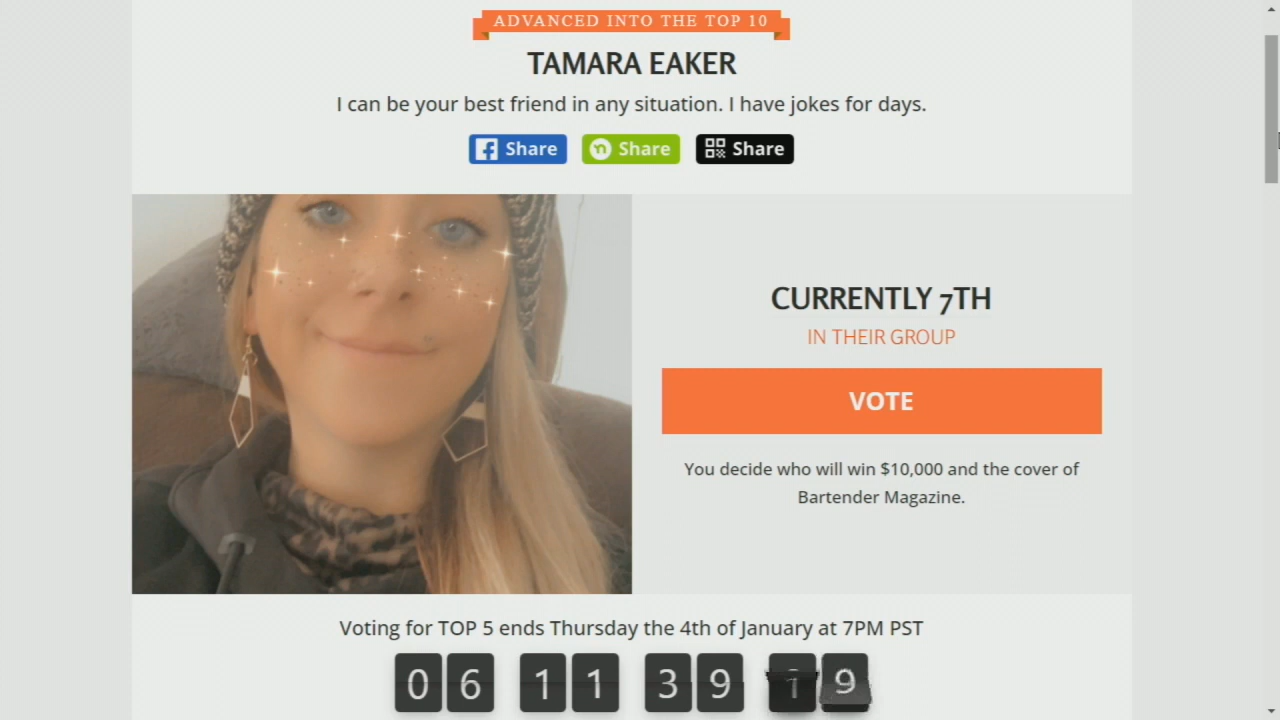 ADVANCED INTO THE TOP 10
TAMARA EAKER
I can be your best friend in any situation. I have jokes for days.
Share Share Share
CURRENTLY 7TH
IN THEIR GROUP
VOTE
You decide who will win $10,000 and the cover of
Bartender Magazine.
Voting for TOP 5 ends Thursday the 4th of January at 7PM PST
06 11 39 19